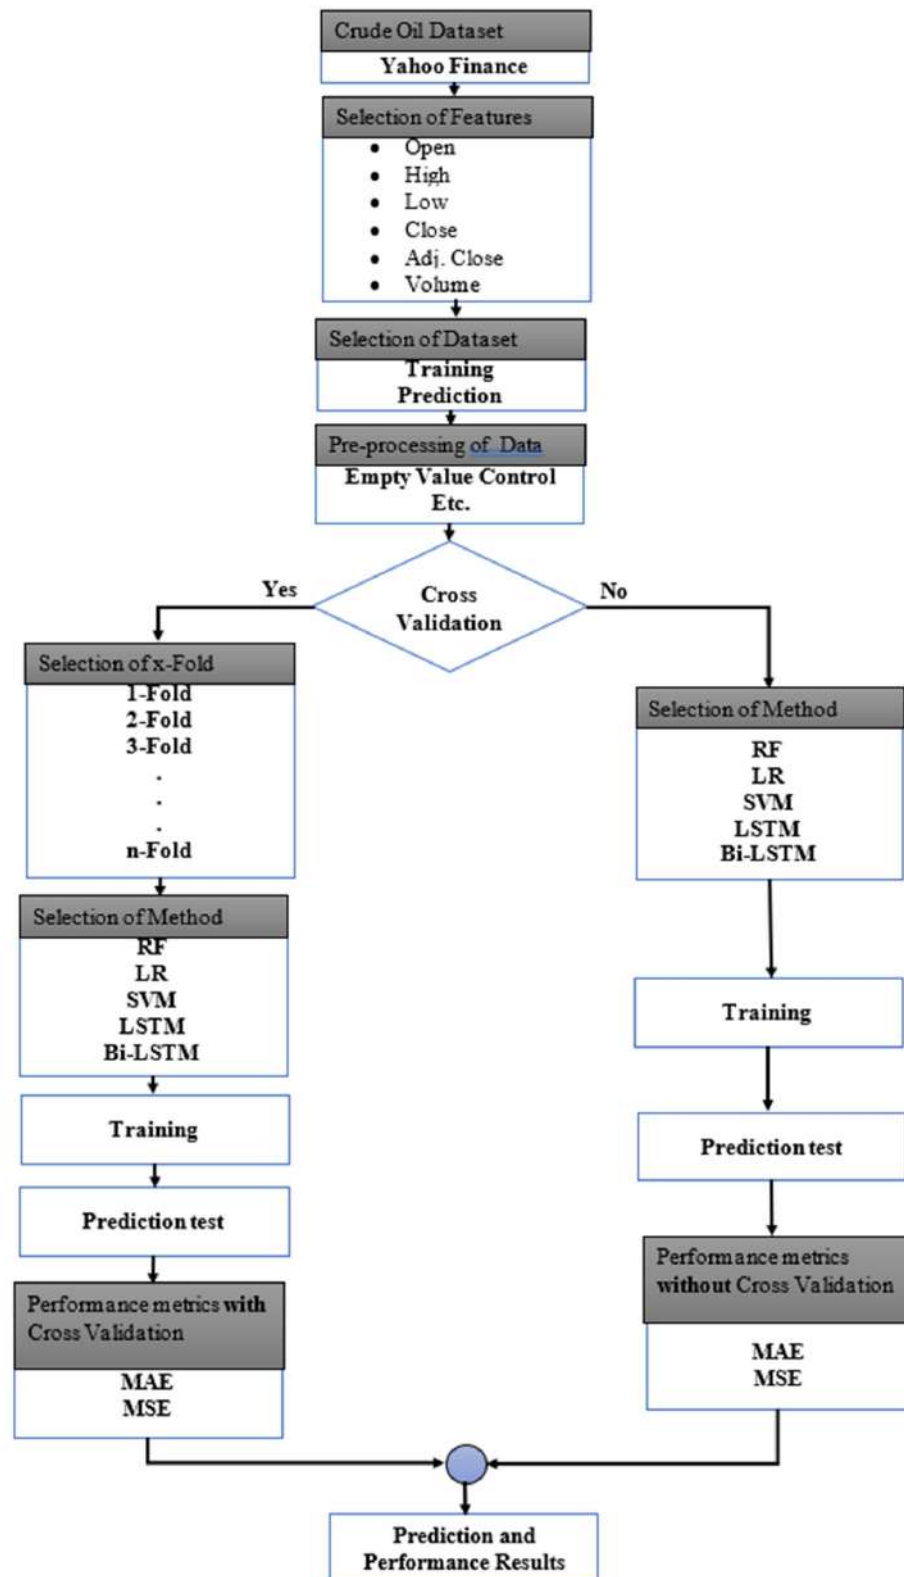 Crude Oil Dataset
Yahoo Finance
Selection of Features
• Open
• High
• Low
• Close
• Adj. Close
• Volume
Selection of Dataset
Training
Prediction
Pre-processing of Data
Empty Value Control
Etc.
Cross
Validation
Yes
No
Selection of x-Fold
1-Fold
2-Fold
3-Fold
.
.
.
n-Fold
Selection of Method
RF
LR
SVM
LSTM
Bi-LSTM
Training
Prediction test
Performance metrics with
Cross Validation
MAE
MSE
Selection of Method
RF
LR
SVM
LSTM
Bi-LSTM
Training
Prediction test
Performance metrics
without Cross Validation
MAE
MSE
Prediction and
Performance Results